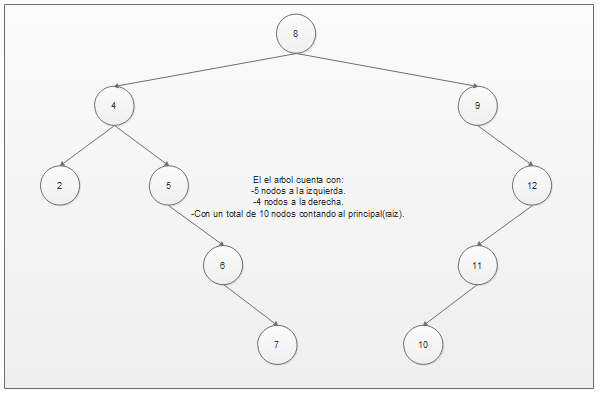 8
4
9
2
5
El el arbol cuenta con:
-5 nodos a la izquierda.
-4 nodos a la derecha.
-Con un total de 10 nodos contando al principal(raiz).
12
6
11
7
10